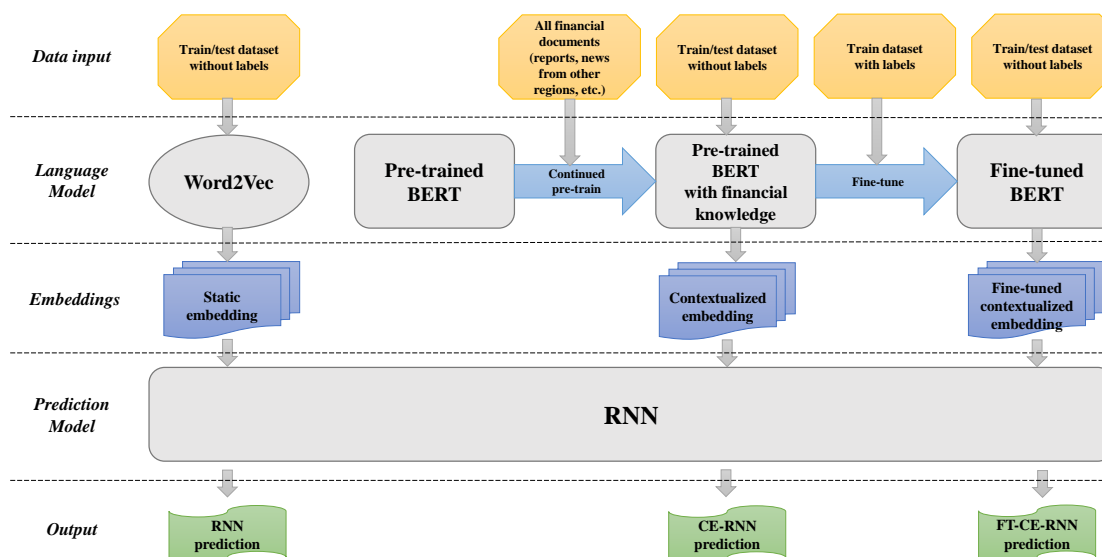 Data input
Train/test dataset
without labels
All financial
documents
(reports, news
from other
regions, etc.)
Train/test dataset
without labels
Train dataset
with labels
Train/test dataset
without labels
Language
Model
Word2Vec
Pre-trained
BERT
Continued
pre-train
Pre-trained
BERT
with financial
knowledge
Fine-tune
Fine-tuned
BERT
Embeddings
Static
embedding
Contextualized
embedding
Fine-tuned
contextualized
embedding
Prediction
Model
RNN
Output
RNN
prediction
CE-RNN
prediction
FT-CE-RNN
prediction